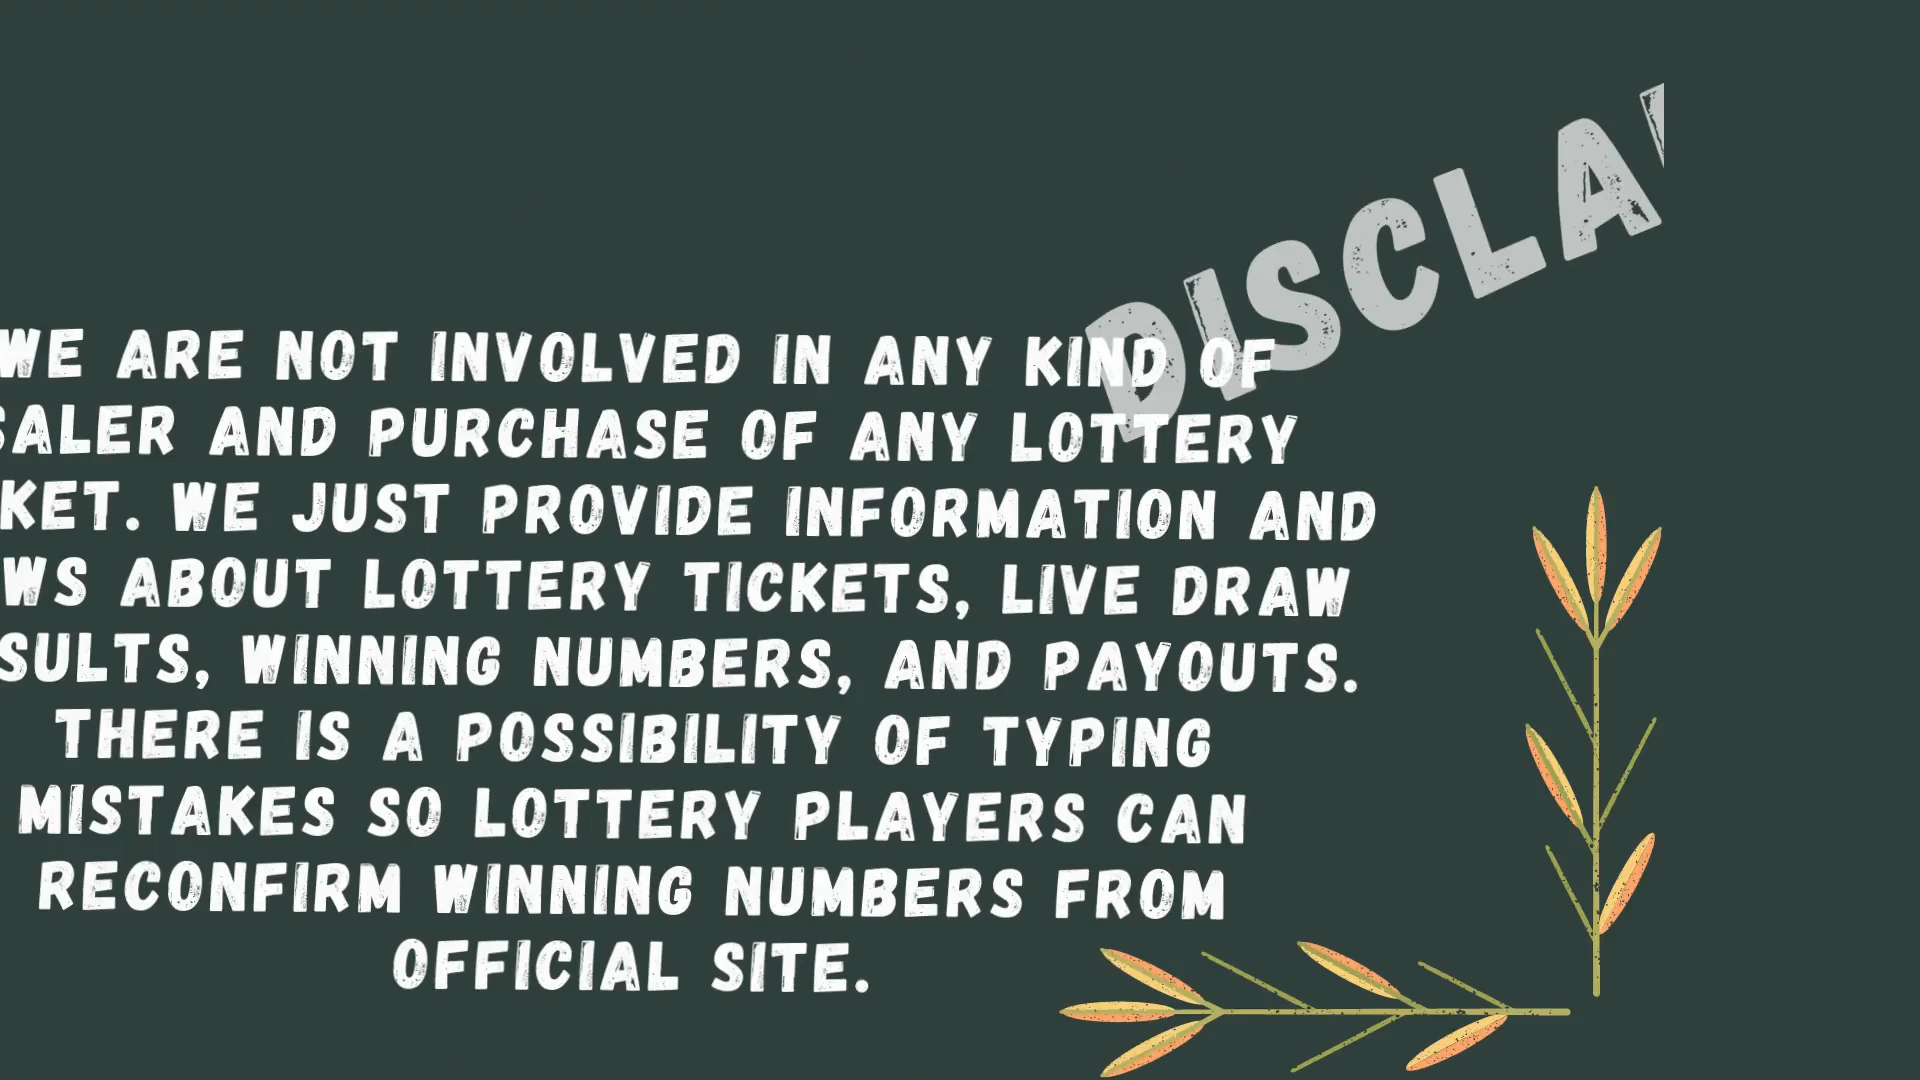 DISCLA
WE ARE NOT INVOLVED IN ANY KIND OF
SALER AND PURCHASE OF ANY LOTTERY
KET. WE JUST PROVIDE INFORMATION AND
WS ABOUT LOTTERY TICKETS, LIVE DRAW
SULTS, WINNING NUMBERS, AND PAYOUTS.
THERE IS A POSSIBILITY OF TYPING
MISTAKES SO LOTTERY PLAYERS CAN
RECONFIRM WINNING NUMBERS FROM
OFFICIAL SITE.